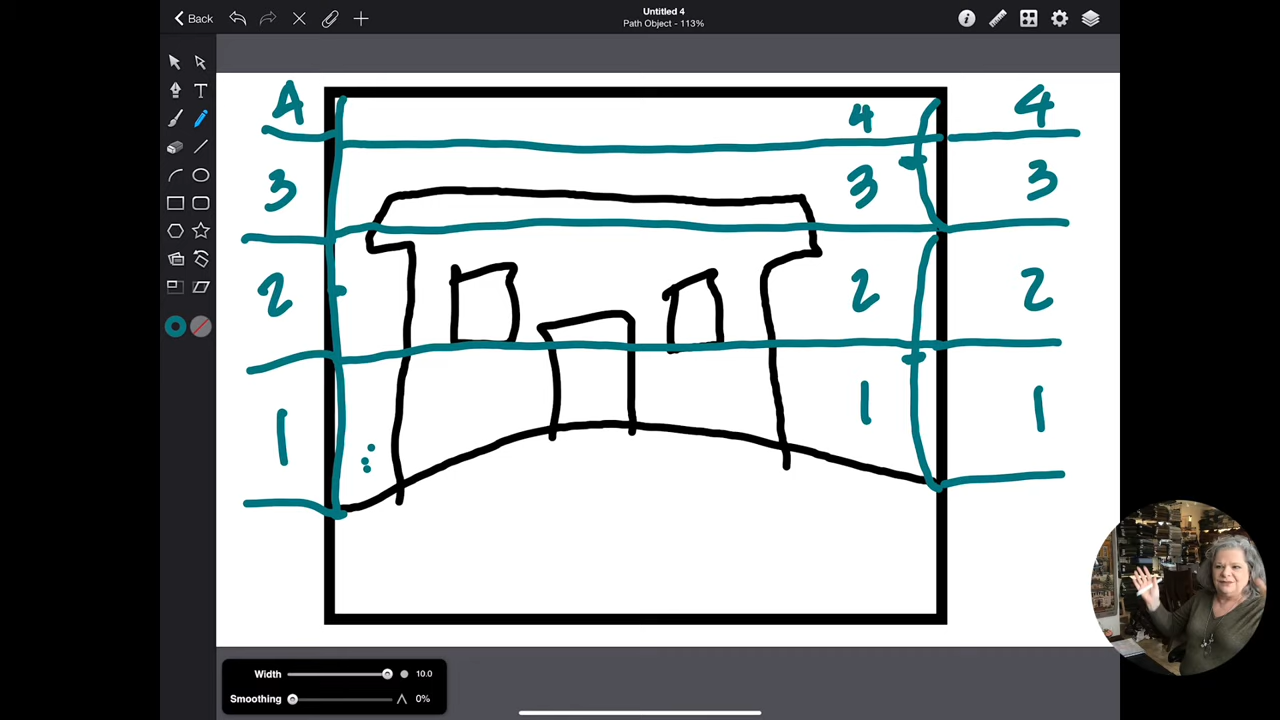 Back
Untitled 4
Path Object - 113%
T
4 4 4
3 3 3
2 2 2
1 1 1
Width 10.0
Smoothing 0%